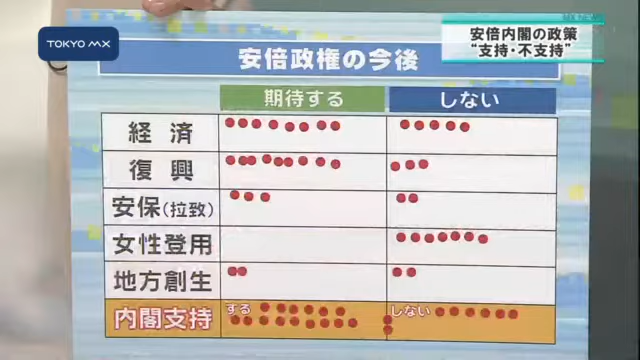 TOKYO MX
安倍内閣の政策
“支持・不支持”
安倍政権の今後
期待する
しない
経済
復興
安保(拉致)
女性登用
地方創生
内閣支持
する
しない